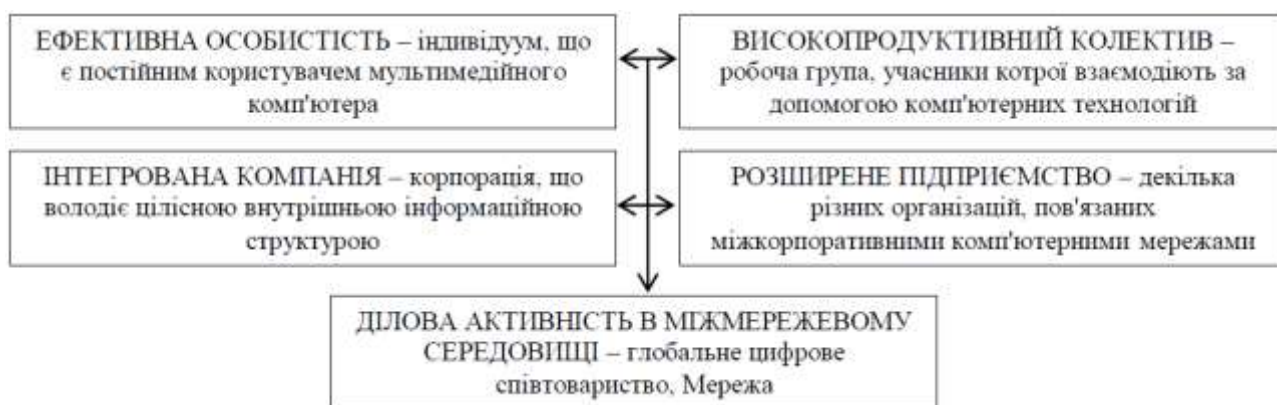 ЕФЕКТИВНА ОСОБИСТІСТЬ – індивідуум, що
є постійним користувачем мультимедійного
комп'ютера
ВИСОКОПРОДУКТИВНИЙ КОЛЕКТИВ –
робоча група, учасники котрої взаємодіють за
допомогою комп'ютерних технологій
ІНТЕГРОВАНА КОМПАНІЯ – корпорація, що
володіє цілісною внутрішньою інформаційною
структурою
РОЗШИРЕНЕ ПІДПРИЄМСТВО – декілька
різних організацій, пов'язаних
міжкорпоративними комп'ютерними мережами
ДІЛОВА АКТИВНІСТЬ В МІЖМЕРЕЖЕВОМУ
СЕРЕДОВИЩІ – глобальне цифрове
співтовариство, Мережа